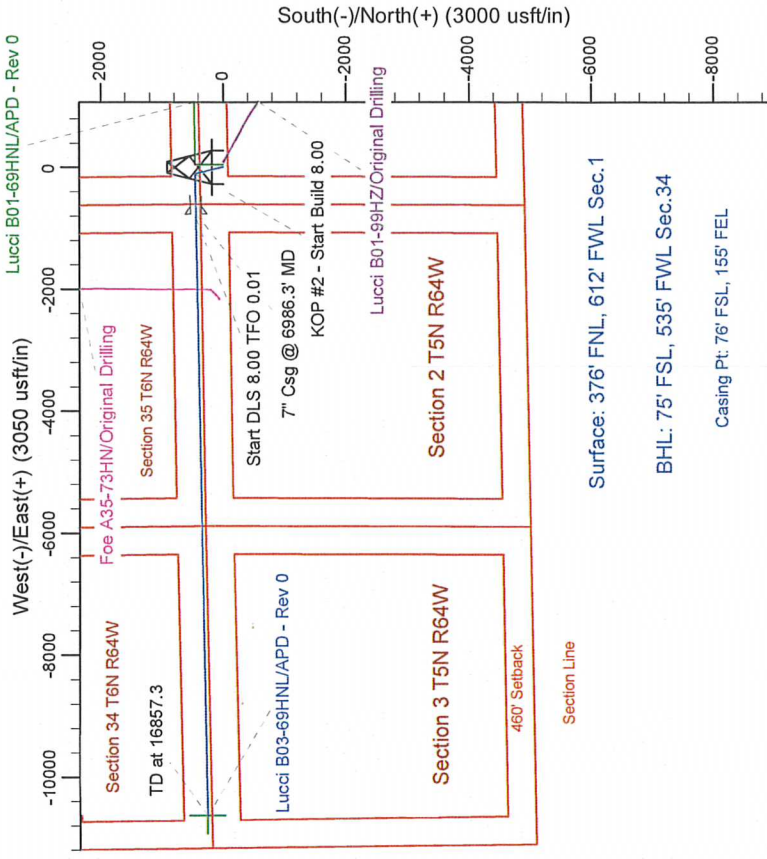 South(-)/North(+) (3000 usft/in)
2000
0
-2000
-4000
-6000
-8000
West(-)/East(+) (3050 usft/in)
0
-2000
-4000
-6000
-8000
-10000
Lucci B01-69HNL/APD - Rev 0
Foe A35-73HN/Original Drilling
Section 35 T6N R64W
Section 34 T6N R64W
TD at 16857.3
Start DLS 8.00 TFO 0.01
7" Csg @ 6986.3' MD
KOP #2 - Start Build 8.00
Lucci B01-99HZ/Original Drilling
Lucci B03-69HNL/APD - Rev 0
Section 2 T5N R64W
Section 3 T5N R64W
460' Setback
Section Line
Surface: 376' FNL, 612' FWL Sec.1
BHL: 75' FSL, 535' FWL Sec.34
Casing Pt: 76' FSL, 155' FEL